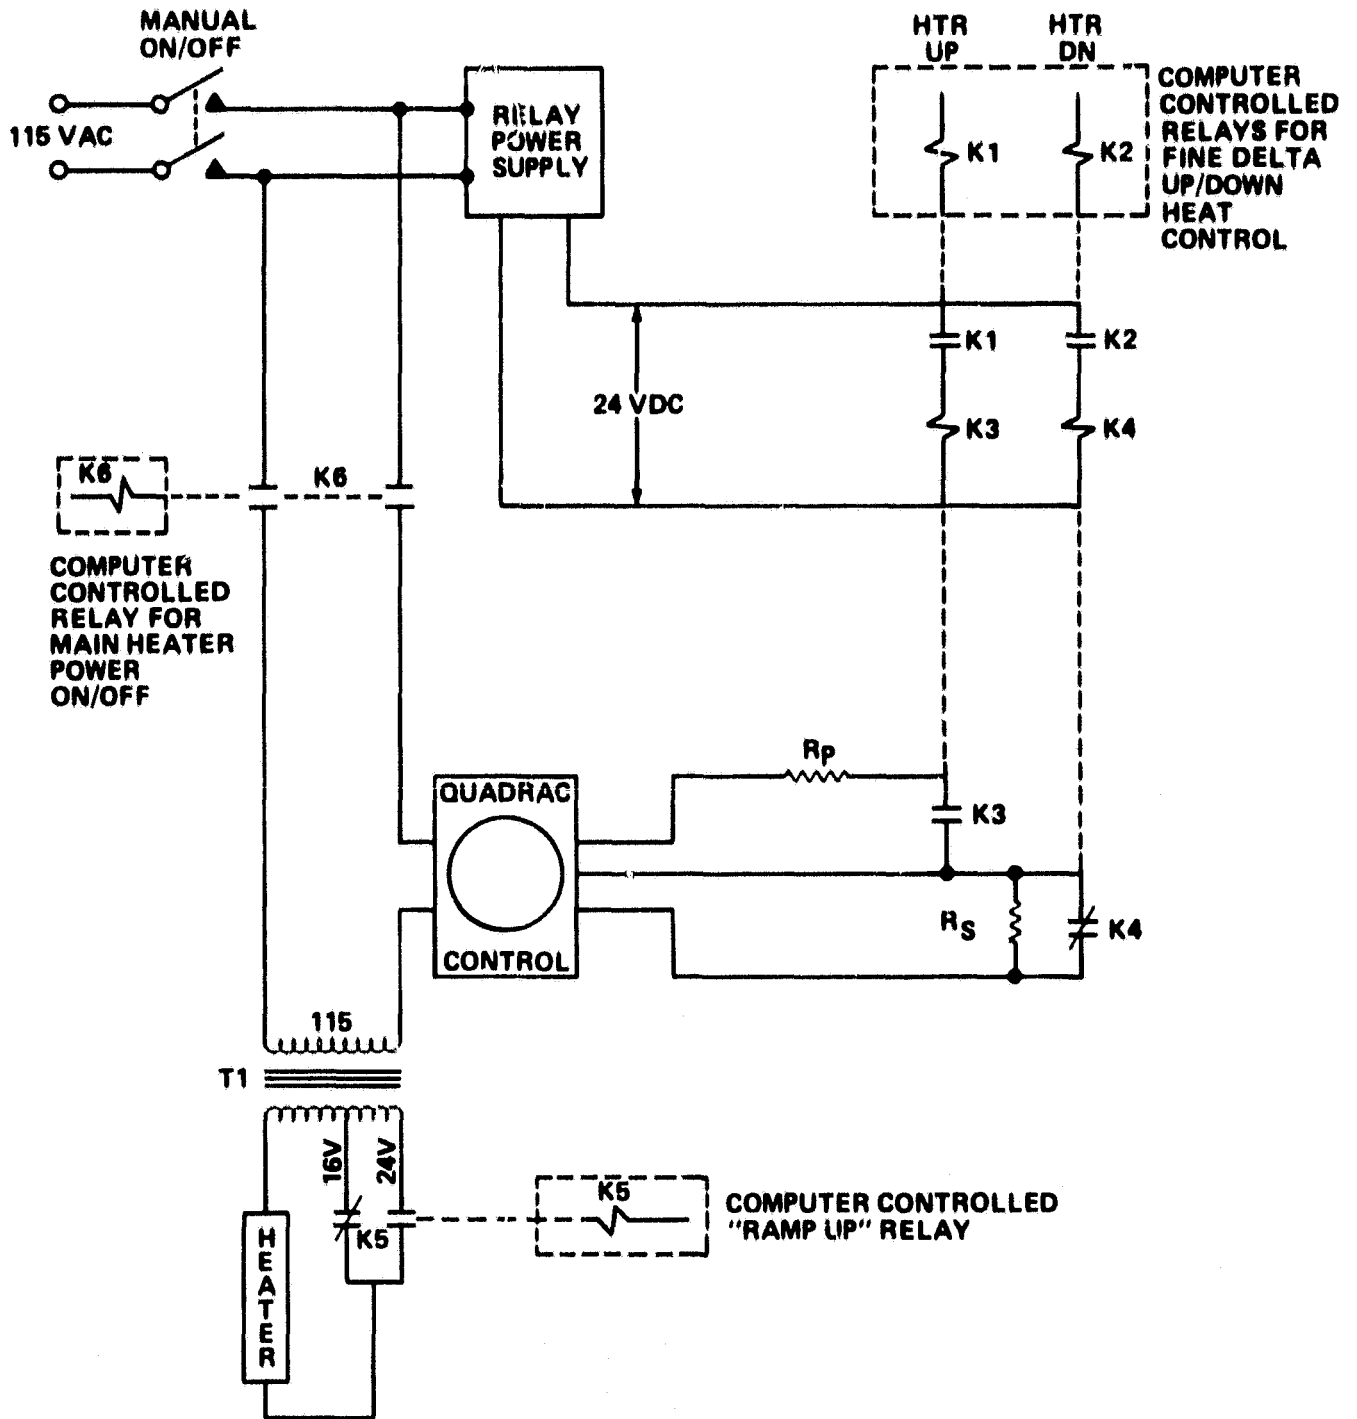 MANUAL
ON/OFF
HTR
UP
HTR
DN
115 VAC
RELAY
POWER
SUPPLY
K1
K2
COMPUTER
CONTROLLED
RELAYS FOR
FINE DELTA
UP/DOWN
HEAT
CONTROL
K1
K2
24 VDC
K3
K4
K6
K6
COMPUTER
CONTROLLED
RELAY FOR
MAIN HEATER
POWER
ON/OFF
RP
QUADRAC
CONTROL
K3
RS
K4
115
T1
16V
24V
K5
K5
COMPUTER CONTROLLED
"RAMP UP" RELAY
HEATER